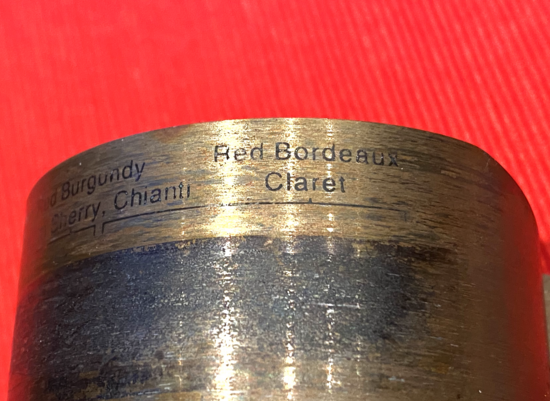 d Burgundy
Sherry, Chianti
Red Bordeaux
Claret